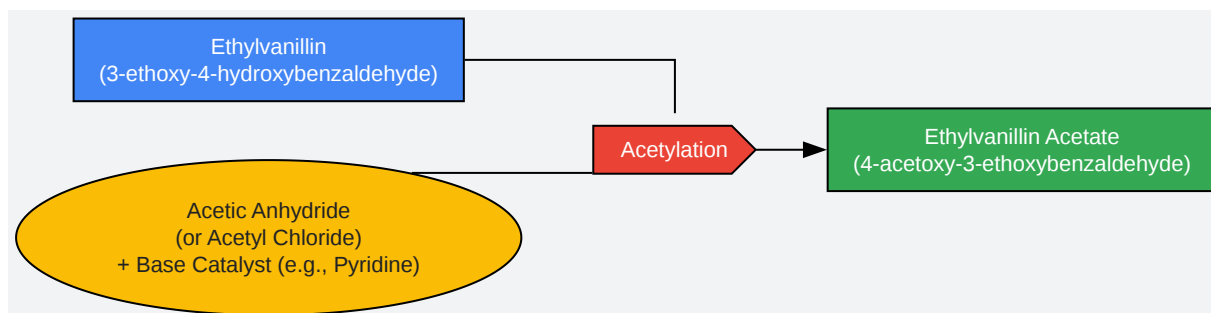 Ethylvanillin
(3-ethoxy-4-hydroxybenzaldehyde)
Acetylation
Ethylvanillin Acetate
(4-acetoxy-3-ethoxybenzaldehyde)
Acetic Anhydride
(or Acetyl Chloride)
+ Base Catalyst (e.g., Pyridine)